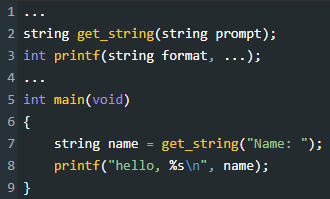 1 ...
2 string get_string(string prompt);
3 int printf(string format, ...);
4 ...
5 int main(void)
6 {
7     string name = get_string("Name: ");
8     printf("hello, %s\n", name);
9 }